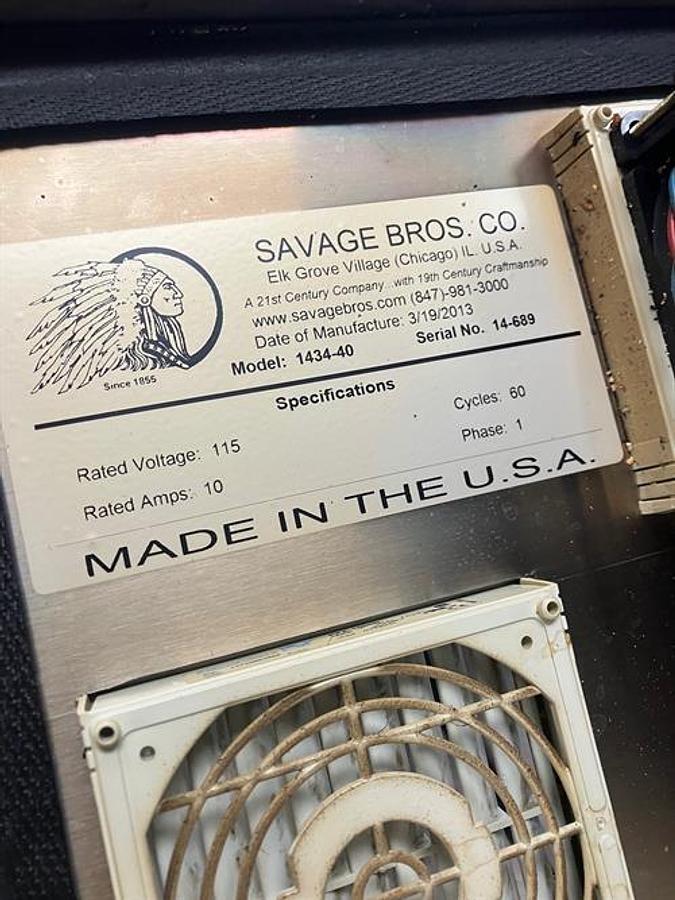 SAVAGE BROS. CO.
Elk Grove Village (Chicago) IL. U.S.A.
A 21st Century Company...with 19th Century Craftmanship
www.savagebros.com (847)-981-3000
Date of Manufacture: 3/19/2013
Model: 1434-40 Serial No. 14-689
Since 1855
Specifications
Rated Voltage: 115 Cycles: 60
Rated Amps: 10 Phase: 1
MADE IN THE U.S.A.